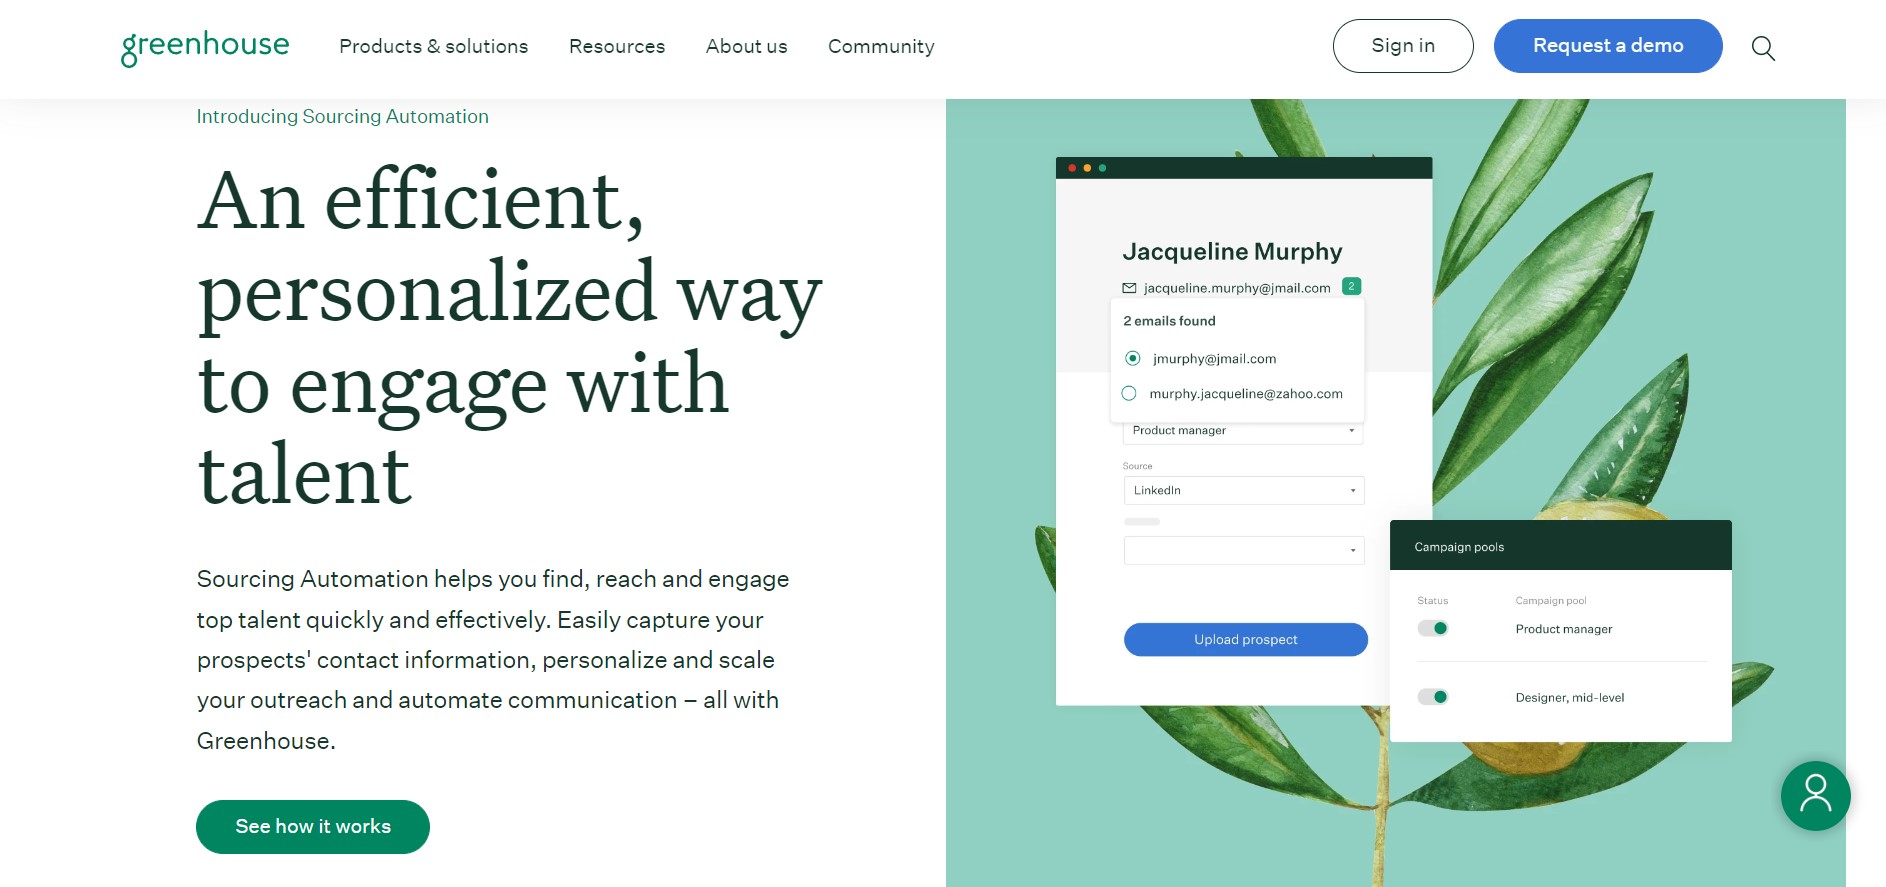 greenhouse
Products & solutions
Resources
About us
Community
Sign in
Request a demo
Introducing Sourcing Automation
An efficient,
personalized way
to engage with
talent
Sourcing Automation helps you find, reach and engage
top talent quickly and effectively. Easily capture your
prospects' contact information, personalize and scale
your outreach and automate communication – all with
Greenhouse.
See how it works
Jacqueline Murphy
jacqueline.murphy@jmail.com 2
2 emails found
jmurphy@jmail.com
murphy.jacqueline@zahoo.com
Product manager
Source
LinkedIn
Upload prospect
Campaign pools
Status Campaign pool
Product manager
Designer, mid-level